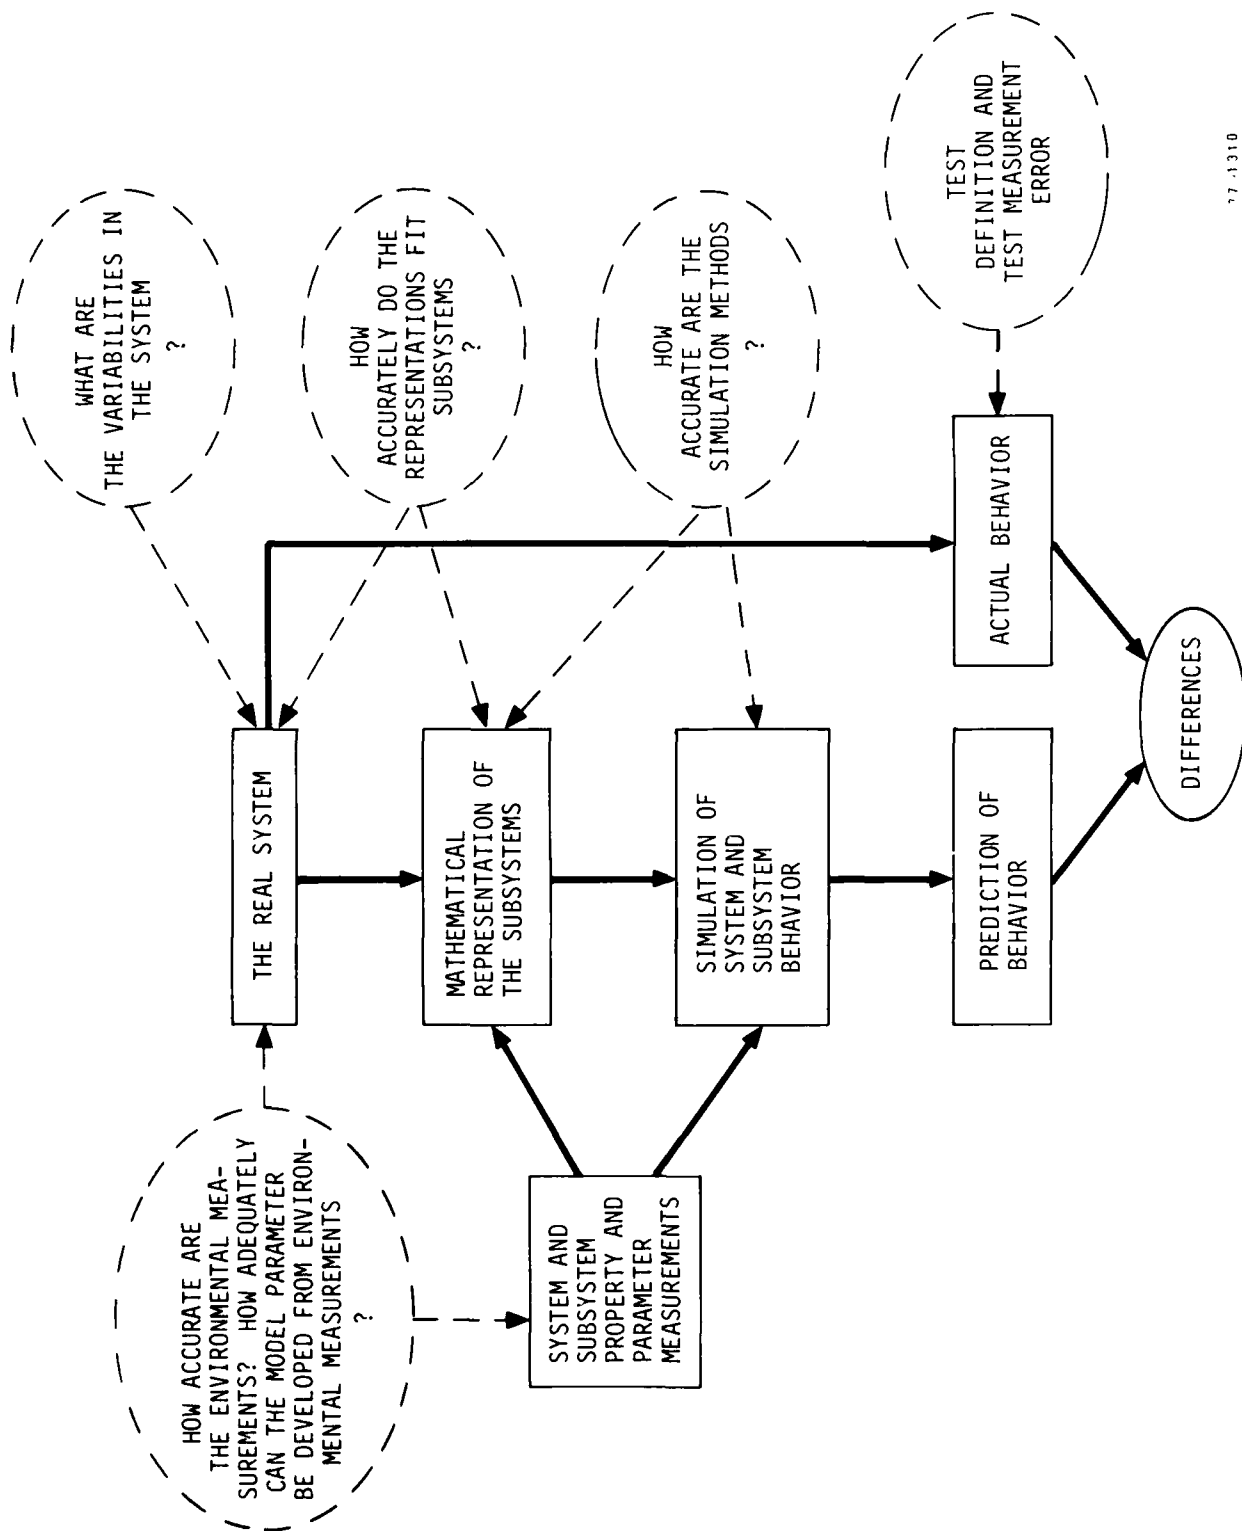 HOW ACCURATE ARE
THE ENVIRONMENTAL MEA-
SUREMENTS? HOW ADEQUATELY
CAN THE MODEL PARAMETER
BE DEVELOPED FROM ENVIRON-
MENTAL MEASUREMENTS
?
WHAT ARE
THE VARIABILITIES IN
THE SYSTEM
?
THE REAL SYSTEM
HOW
ACCURATELY DO THE
REPRESENTATIONS FIT
SUBSYSTEMS
?
MATHEMATICAL
REPRESENTATION OF
THE SUBSYSTEMS
SYSTEM AND
SUBSYSTEM
PROPERTY AND
PARAMETER
MEASUREMENTS
HOW
ACCURATE ARE THE
SIMULATION METHODS
?
SIMULATION OF
SYSTEM AND
SUBSYSTEM
BEHAVIOR
TEST
DEFINITION AND
TEST MEASUREMENT
ERROR
PREDICTION OF
BEHAVIOR
ACTUAL BEHAVIOR
DIFFERENCES